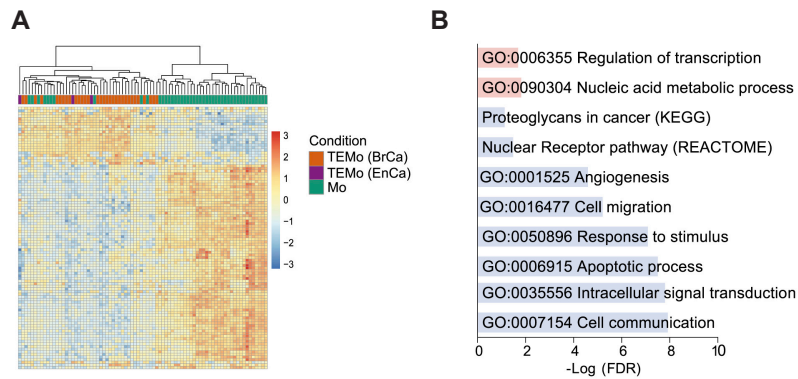 A
3
2
1
0
−1
−2
−3
Condition
TEMo (BrCa)
TEMo (EnCa)
Mo
B
GO:0006355 Regulation of transcription
GO:0090304 Nucleic acid metabolic process
Proteoglycans in cancer (KEGG)
Nuclear Receptor pathway (REACTOME)
GO:0001525 Angiogenesis
GO:0016477 Cell migration
GO:0050896 Response to stimulus
GO:0006915 Apoptotic process
GO:0035556 Intracellular signal transduction
GO:0007154 Cell communication
0 2 4 6 8 10
-Log (FDR)